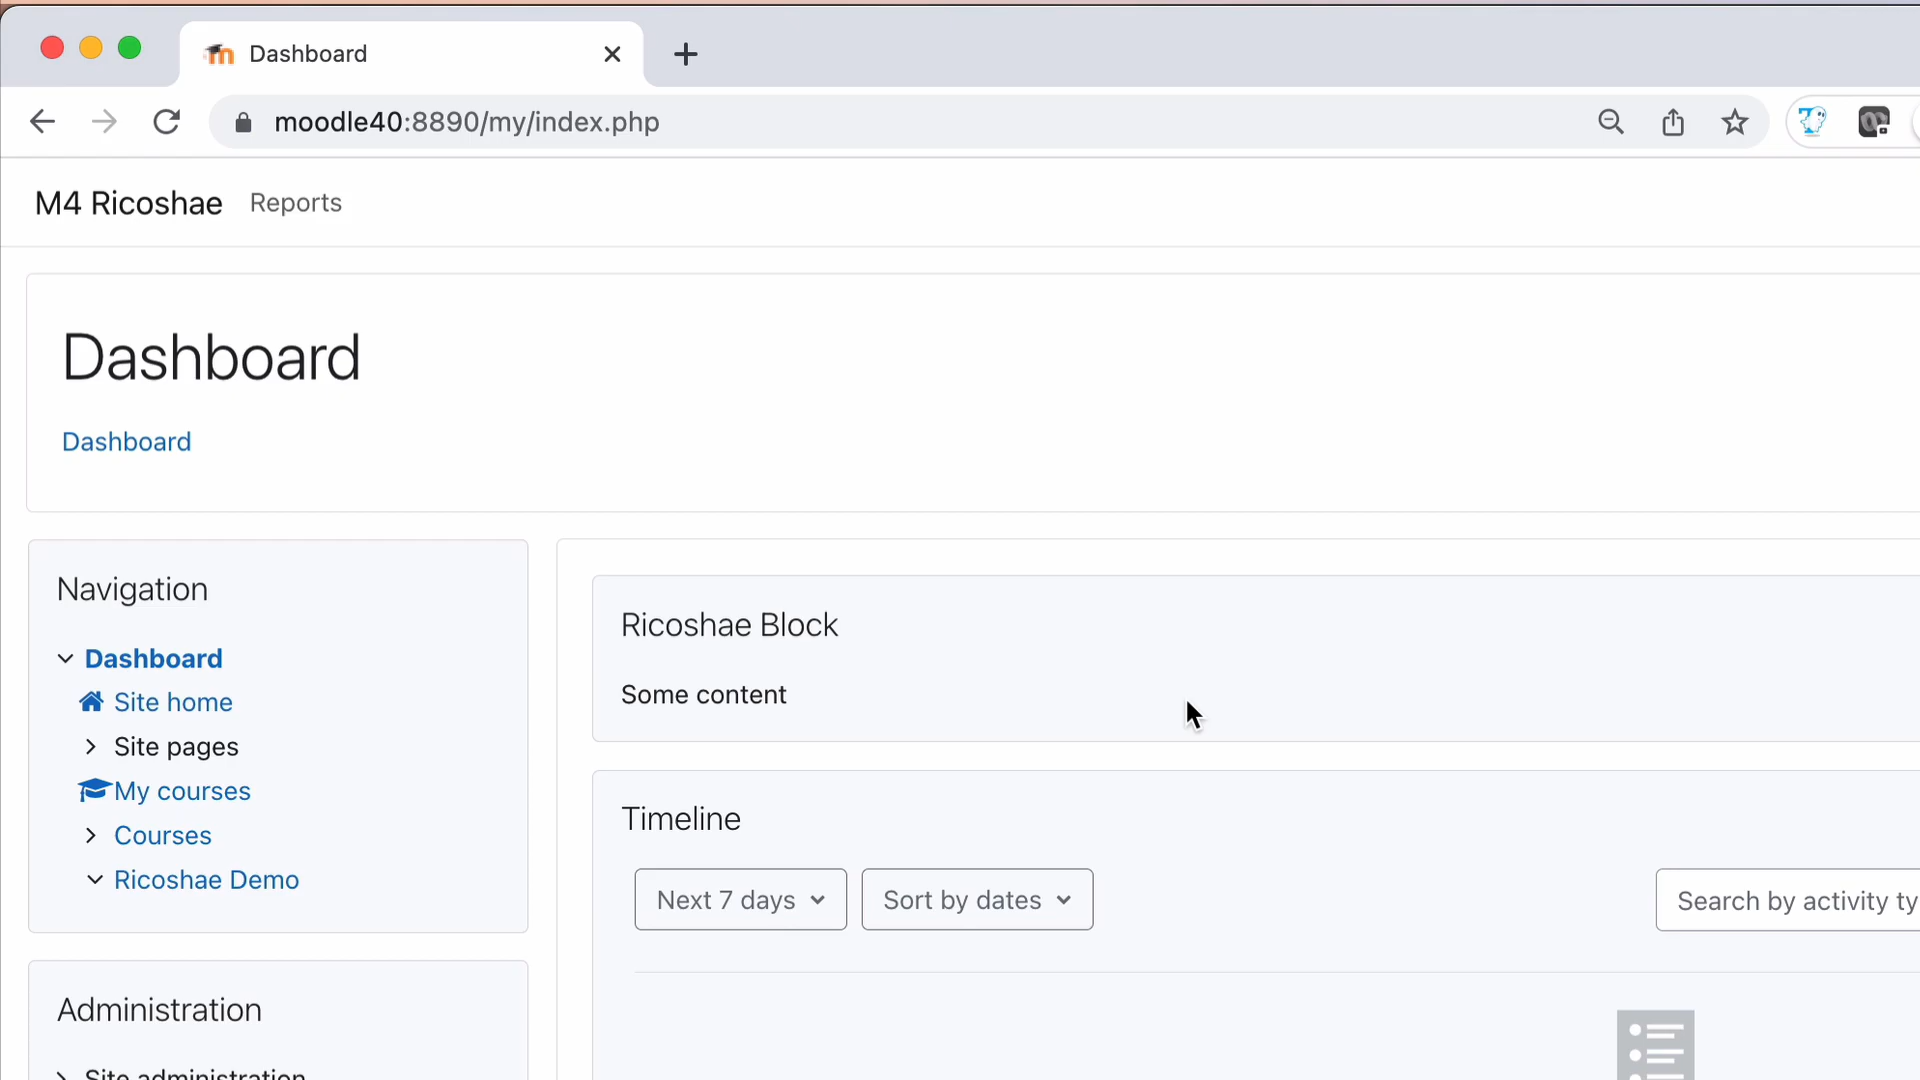 Dashboard
moodle40:8890/my/index.php
M4 Ricoshae Reports
Dashboard
Dashboard
Navigation
Dashboard
Site home
Site pages
My courses
Courses
Ricoshae Demo
Administration
Site administration
Ricoshae Block
Some content
Timeline
Next 7 days Sort by dates Search by activity ty